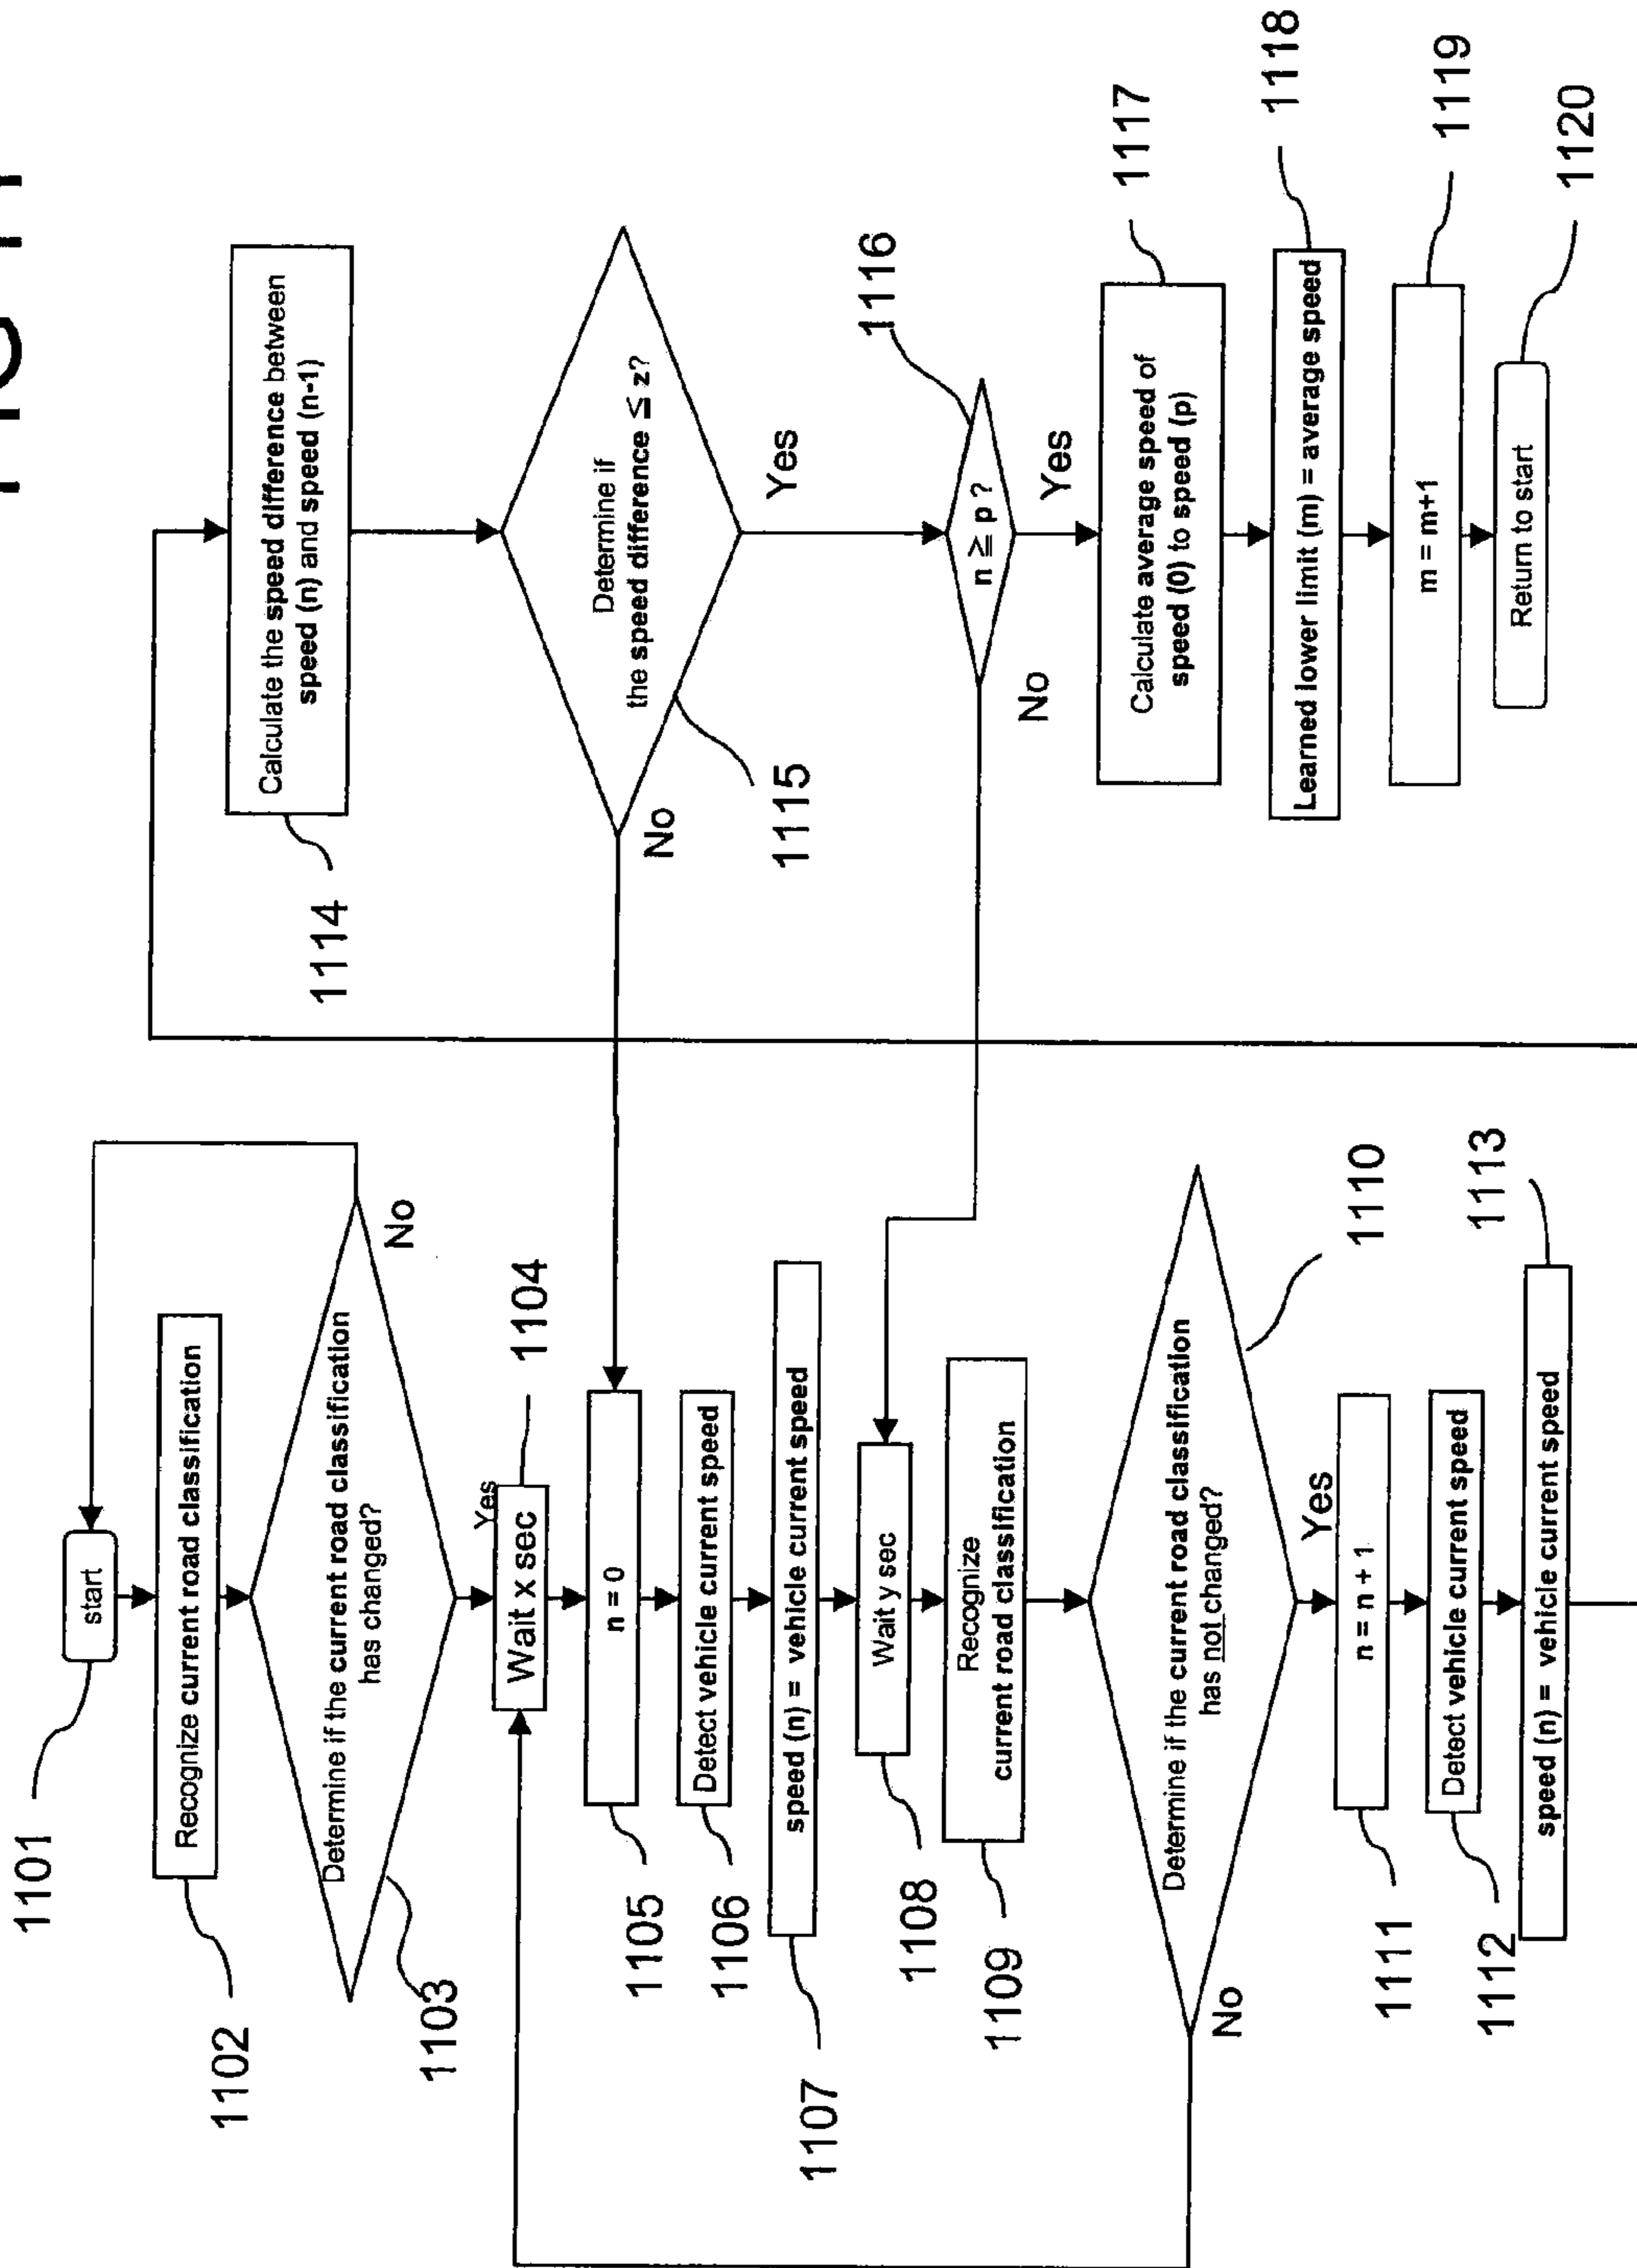 1101
start
1102
Recognize current road classification
1103
Determine if the current road classification
has changed?
No
Yes
Wait x sec
1104
1105
n = 0
1106
Detect vehicle current speed
1107
speed (n) = vehicle current speed
1108
Wait y sec
1109
Recognize
current road classification
1110
Determine if the current road classification
has not changed?
No
Yes
1111
n = n + 1
1112
Detect vehicle current speed
1113
speed (n) = vehicle current speed
1114
Calculate the speed difference between
speed (n) and speed (n-1)
Determine if
the speed difference ≦ z?
1115
No
Yes
1116
n ≧ p ?
No
Yes
1117
Calculate average speed of
speed (0) to speed (p)
1118
Learned lower limit (m) = average speed
1119
m = m+1
1120
Return to start